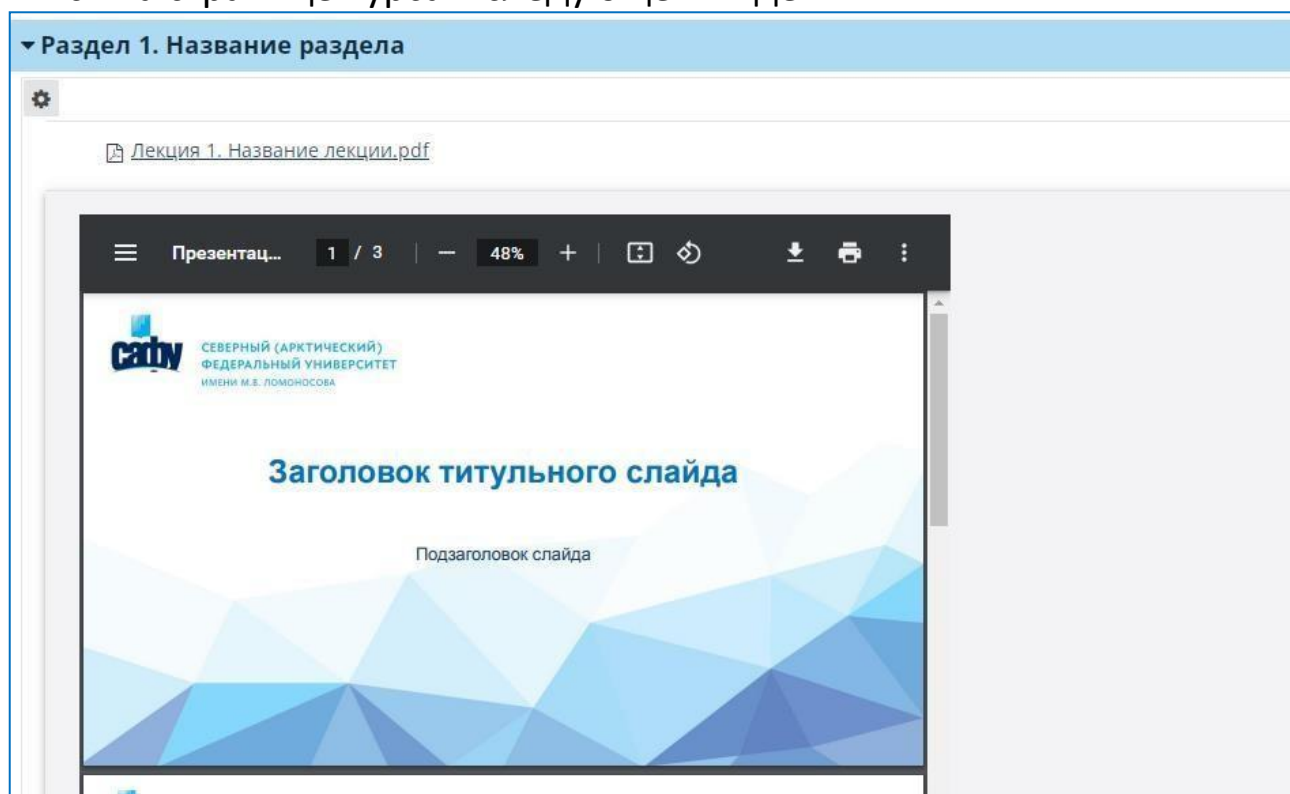 Раздел 1. Название раздела
Лекция 1. Название лекции.pdf
Презентац... 1 / 3 48%
сафу
СЕВЕРНЫЙ (АРКТИЧЕСКИЙ)
ФЕДЕРАЛЬНЫЙ УНИВЕРСИТЕТ
ИМЕНИ М.В. ЛОМОНОСОВА
Заголовок титульного слайда
Подзаголовок слайда